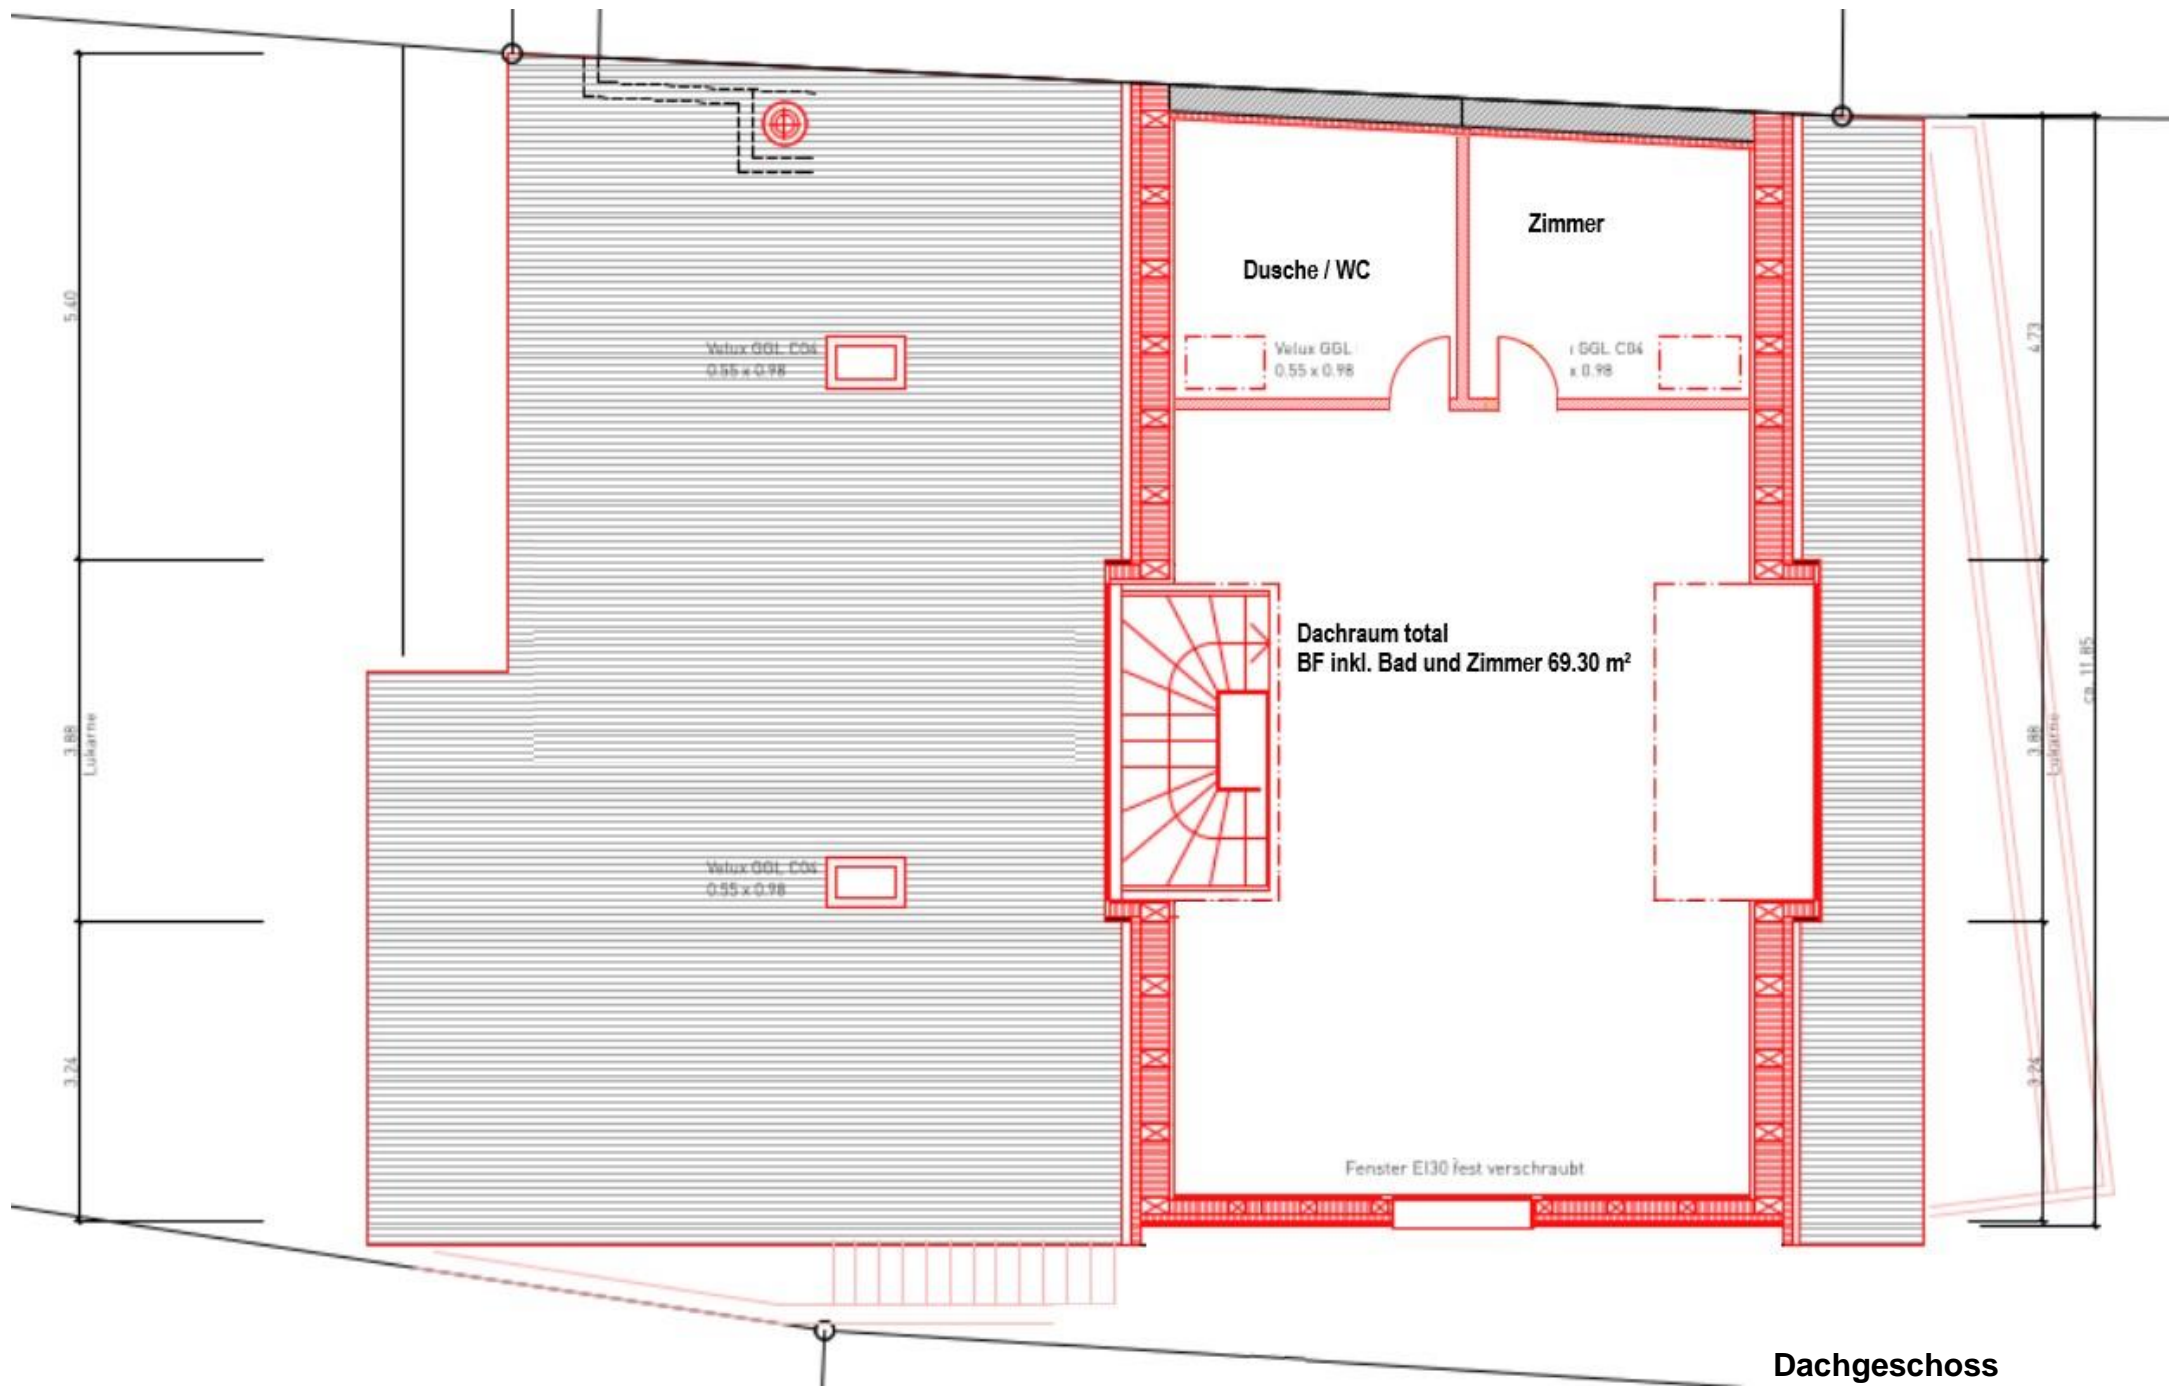 Zimmer
Dusche / WC
5.40
4.73
Velux GGL C04
0.55 x 0.98
Velux GGL
0.55 x 0.98
GGL C04
x 0.98
Dachraum total
BF inkl. Bad und Zimmer 69.30 m²
ca. 11.85
3.88
Lukarne
3.88
Lukarne
Velux GGL C04
0.55 x 0.98
3.24
3.24
Fenster EI30 fest verschraubt
Dachgeschoss